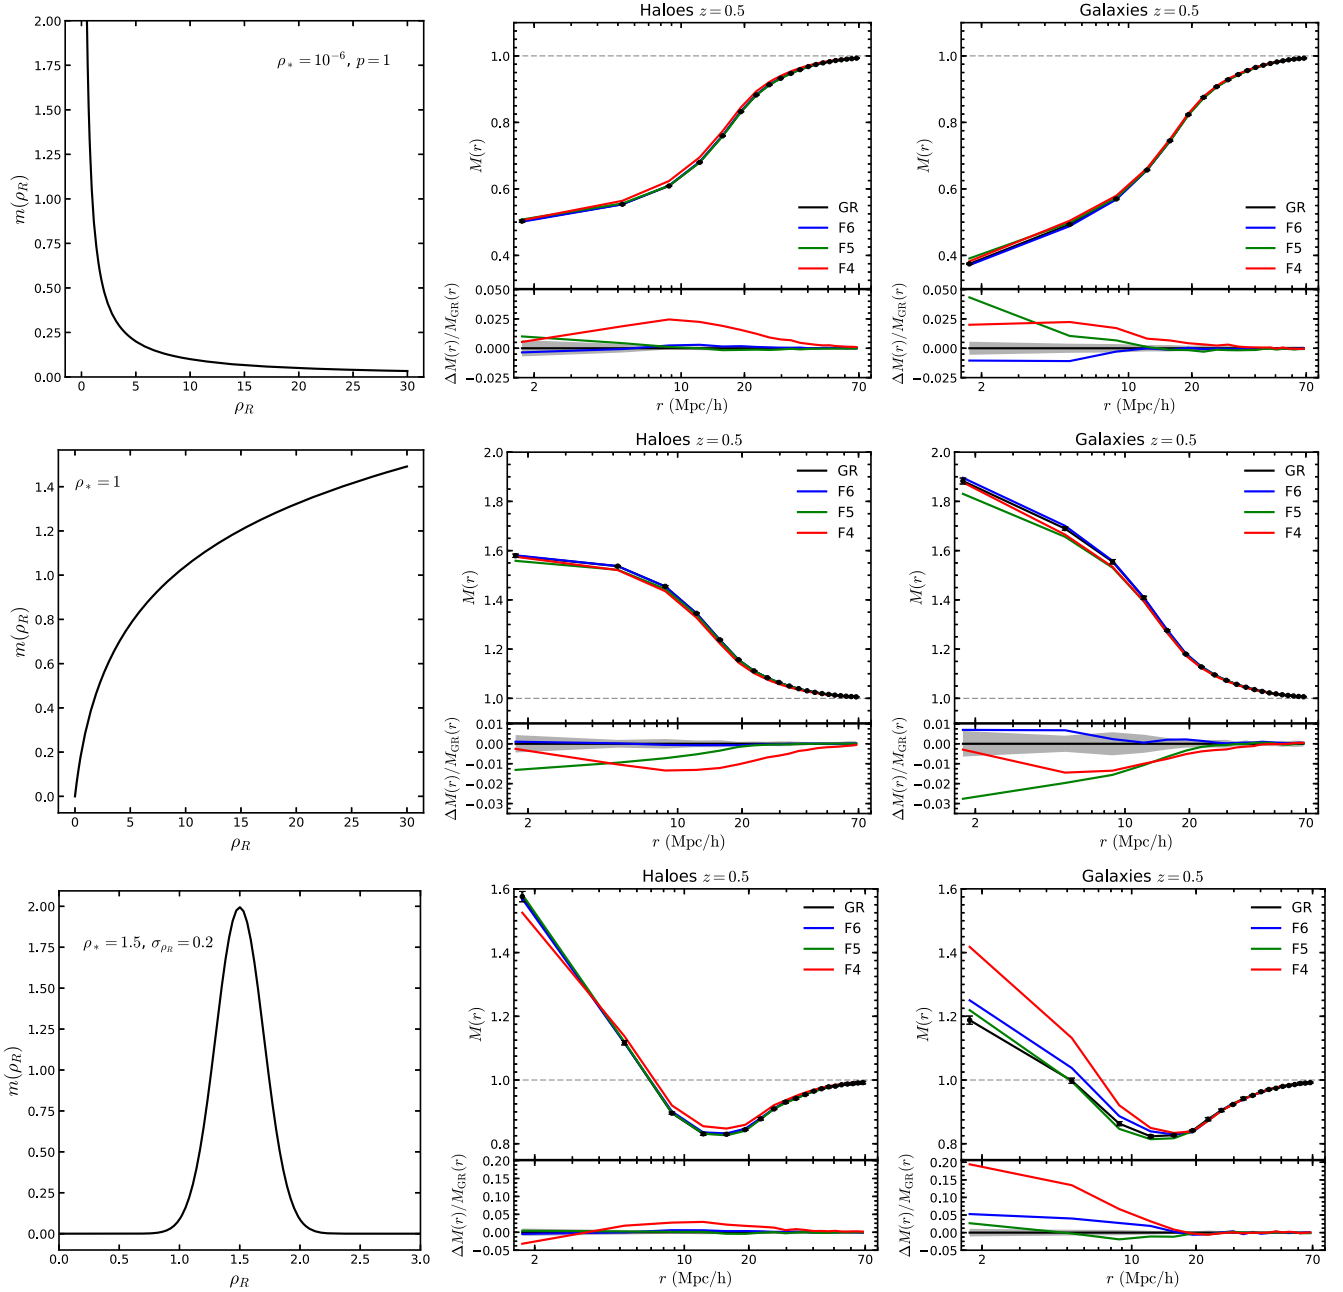 Haloes z = 0.5
Galaxies z = 0.5
ρ* = 10⁻⁶, p = 1
m(ρR)
2.00
1.75
1.50
1.25
1.00
0.75
0.50
0.25
0.00
0 5 10 15 20 25 30
ρR
M(r)
1.0
0.8
0.6
0.4
GR
F6
F5
F4
ΔM(r)/MGR(r)
0.050
0.025
0.000
−0.025
2 10 20 70
r (Mpc/h)
M(r)
1.0
0.8
0.6
0.4
GR
F6
F5
F4
ΔM(r)/MGR(r)
0.050
0.025
0.000
−0.025
2 10 20 70
r (Mpc/h)
Haloes z = 0.5
Galaxies z = 0.5
ρ* = 1
m(ρR)
1.4
1.2
1.0
0.8
0.6
0.4
0.2
0.0
0 5 10 15 20 25 30
ρR
M(r)
2.0
1.8
1.6
1.4
1.2
1.0
GR
F6
F5
F4
ΔM(r)/MGR(r)
0.01
0.00
−0.01
−0.02
−0.03
2 10 20 70
r (Mpc/h)
M(r)
2.0
1.8
1.6
1.4
1.2
1.0
GR
F6
F5
F4
ΔM(r)/MGR(r)
0.01
0.00
−0.01
−0.02
−0.03
2 10 20 70
r (Mpc/h)
Haloes z = 0.5
Galaxies z = 0.5
ρ* = 1.5, σρR = 0.2
m(ρR)
2.00
1.75
1.50
1.25
1.00
0.75
0.50
0.25
0.00
0.0 0.5 1.0 1.5 2.0 2.5 3.0
ρR
M(r)
1.6
1.4
1.2
1.0
0.8
GR
F6
F5
F4
ΔM(r)/MGR(r)
0.20
0.15
0.10
0.05
0.00
−0.05
2 10 20 70
r (Mpc/h)
M(r)
1.6
1.4
1.2
1.0
0.8
GR
F6
F5
F4
ΔM(r)/MGR(r)
0.20
0.15
0.10
0.05
0.00
−0.05
2 10 20 70
r (Mpc/h)